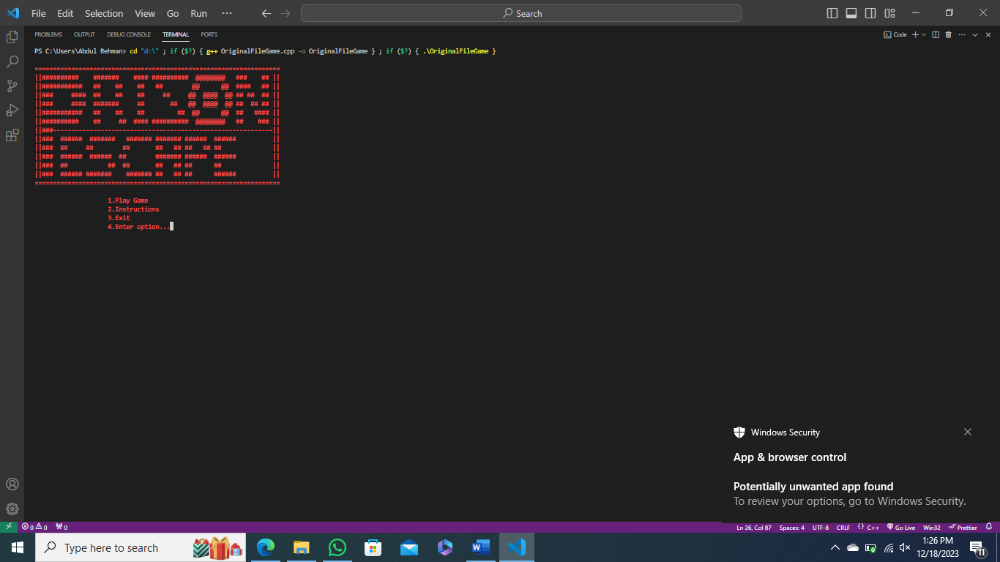 File Edit Selection View Go Run ··· Search
PROBLEMS OUTPUT DEBUG CONSOLE TERMINAL PORTS Code
PS C:\Users\Abdul Rehman> cd "d:\" ; if ($?) { g++ OriginalFileGame.cpp -o OriginalFileGame } ; if ($?) { .\OriginalFileGame }
PRISON
ESCAPE
1.Play Game
2.Instructions
3.Exit
4.Enter option...
Windows Security
App & browser control
Potentially unwanted app found
To review your options, go to Windows Security.
0 0 0 Ln 26, Col 87 Spaces: 4 UTF-8 CRLF {} C++ Go Live Win32 Prettier
Type here to search
1:26 PM
12/18/2023
11